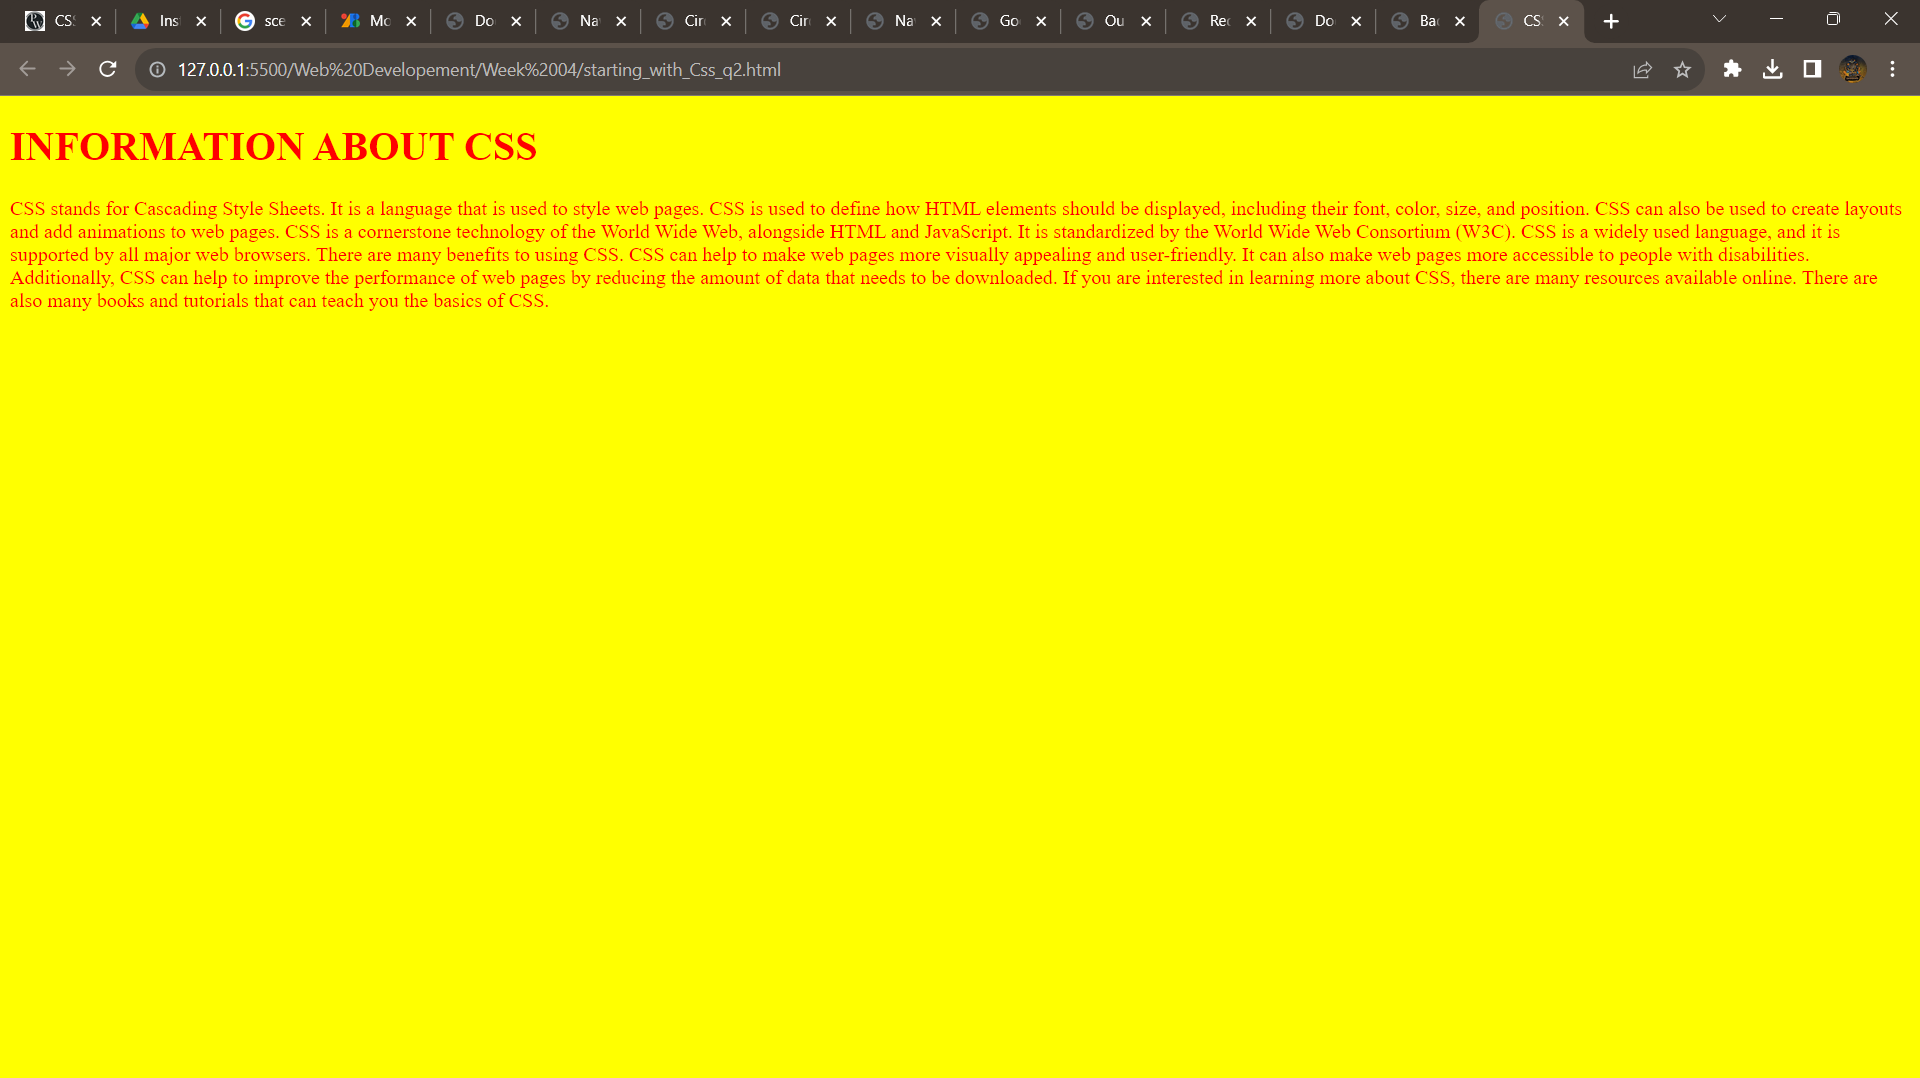 CS
Ins
sce
Mo
Do
Na
Cir
Cir
Na
Go
Ou
Rec
Do
Ba
CS
127.0.0.1:5500/Web%20Developement/Week%2004/starting_with_Css_q2.html
INFORMATION ABOUT CSS
CSS stands for Cascading Style Sheets. It is a language that is used to style web pages. CSS is used to define how HTML elements should be displayed, including their font, color, size, and position. CSS can also be used to create layouts
and add animations to web pages. CSS is a cornerstone technology of the World Wide Web, alongside HTML and JavaScript. It is standardized by the World Wide Web Consortium (W3C). CSS is a widely used language, and it is
supported by all major web browsers. There are many benefits to using CSS. CSS can help to make web pages more visually appealing and user-friendly. It can also make web pages more accessible to people with disabilities.
Additionally, CSS can help to improve the performance of web pages by reducing the amount of data that needs to be downloaded. If you are interested in learning more about CSS, there are many resources available online. There are
also many books and tutorials that can teach you the basics of CSS.